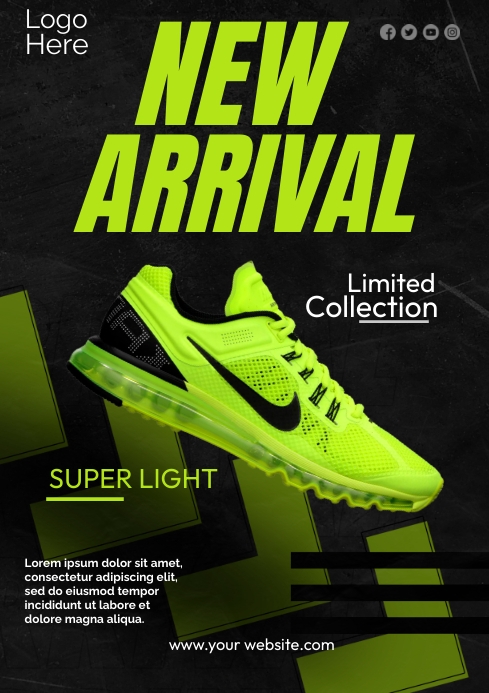 Logo
Here
NEW
ARRIVAL
Limited
Collection
SUPER LIGHT
Lorem ipsum dolor sit amet,
consectetur adipiscing elit,
sed do eiusmod tempor
incididunt ut labore et
dolore magna aliqua.
www.your website.com